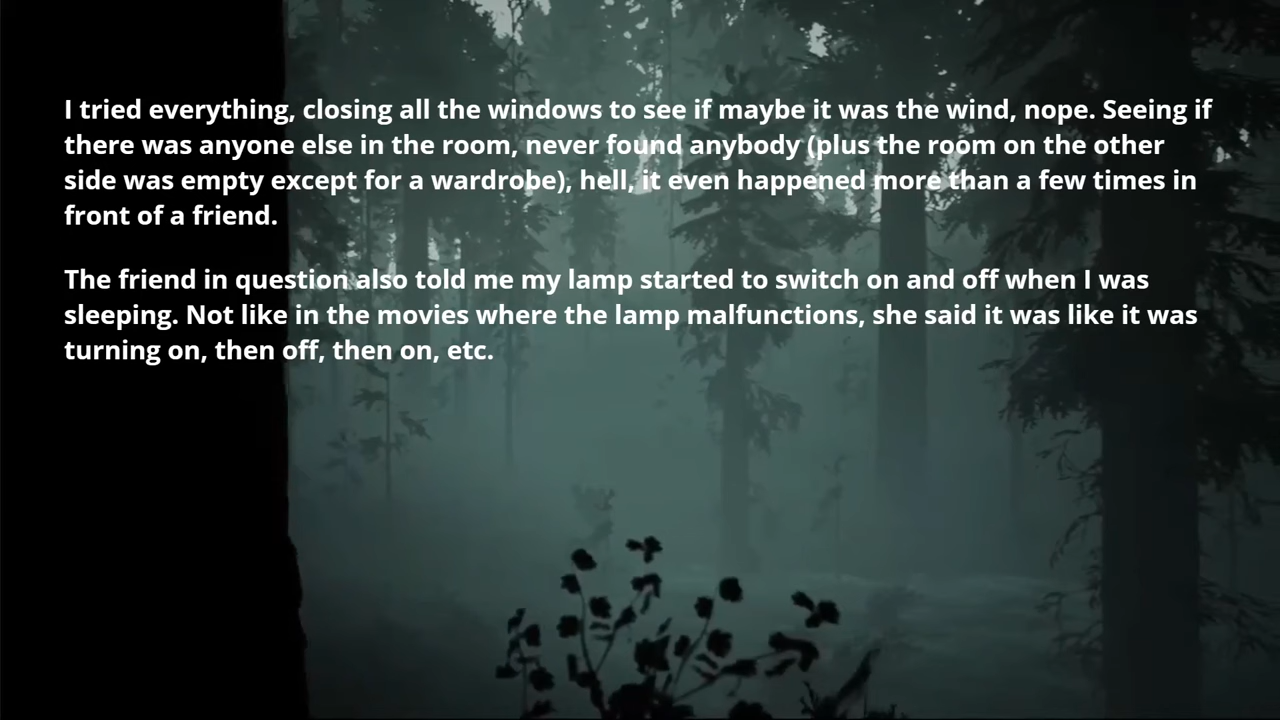 I tried everything, closing all the windows to see if maybe it was the wind, nope. Seeing if
there was anyone else in the room, never found anybody (plus the room on the other
side was empty except for a wardrobe), hell, it even happened more than a few times in
front of a friend.
The friend in question also told me my lamp started to switch on and off when I was
sleeping. Not like in the movies where the lamp malfunctions, she said it was like it was
turning on, then off, then on, etc.